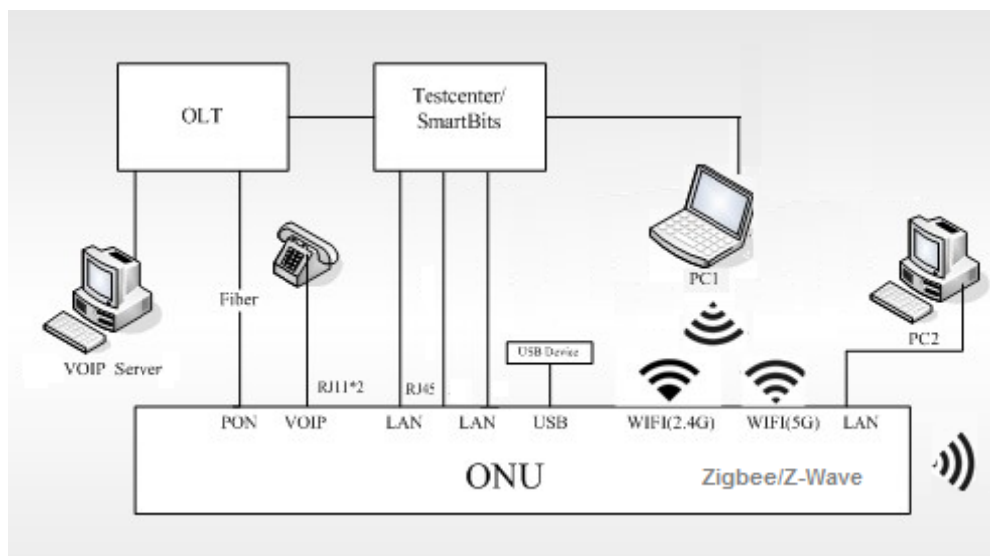 OLT
Testcenter/
SmartBits
PC1
Fiber
VOIP Server
PC2
USB Device
RJ11*2
RJ45
PON
VOIP
LAN
LAN
USB
WIFI(2.4G)
WIFI(5G)
LAN
ONU
Zigbee/Z-Wave